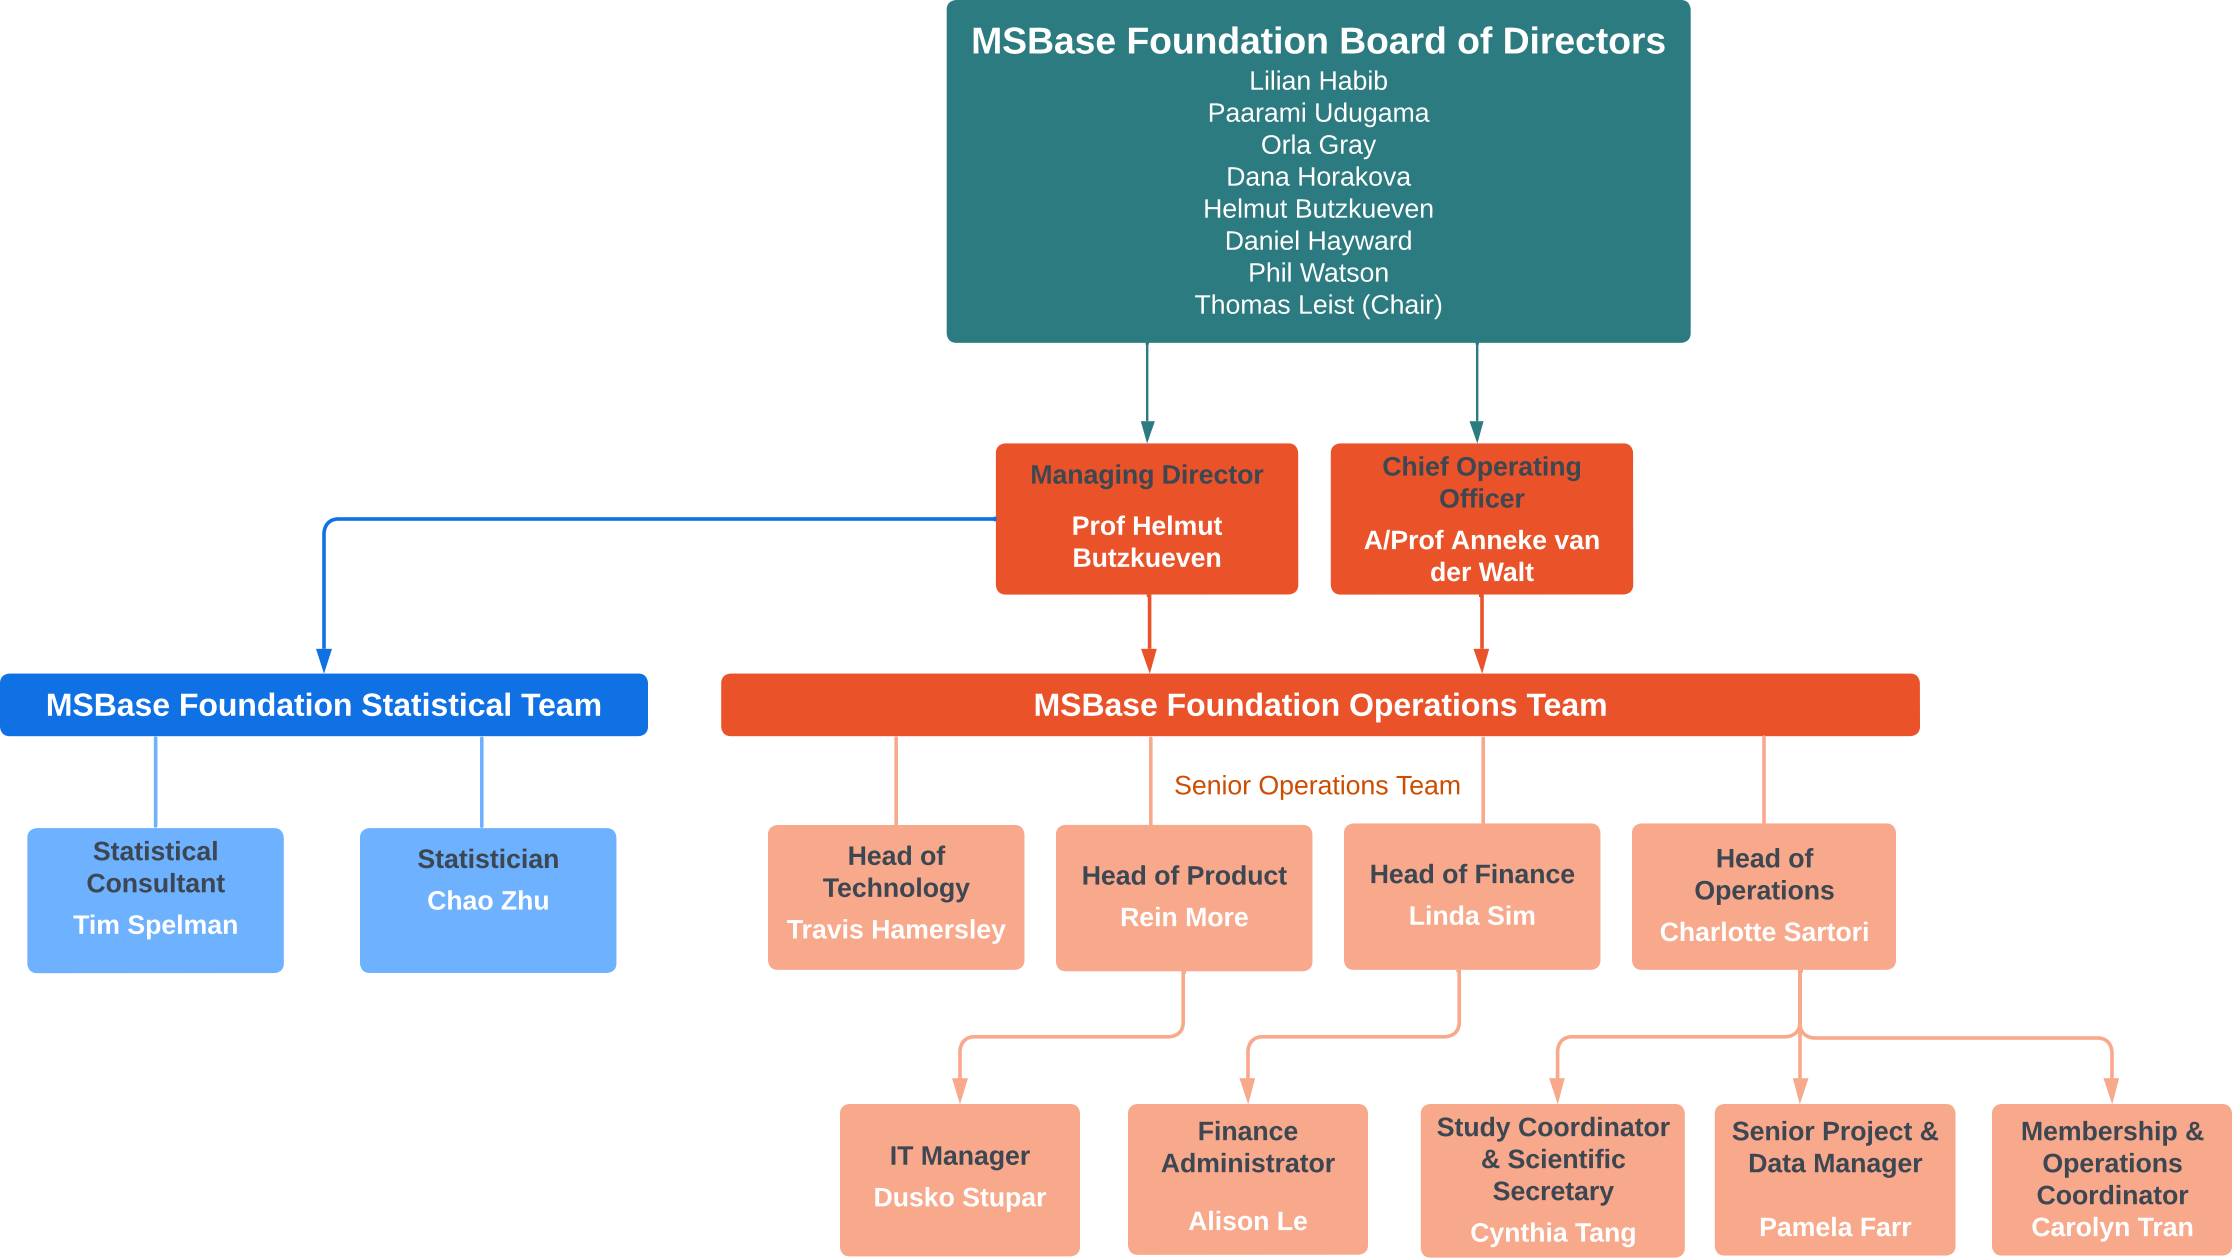 MSBase Foundation Board of Directors
Lilian Habib
Paarami Udugama
Orla Gray
Dana Horakova
Helmut Butzkueven
Daniel Hayward
Phil Watson
Thomas Leist (Chair)
Managing Director
Prof Helmut
Butzkueven
Chief Operating
Officer
A/Prof Anneke van
der Walt
MSBase Foundation Statistical Team
MSBase Foundation Operations Team
Senior Operations Team
Statistical
Consultant
Tim Spelman
Statistician
Chao Zhu
Head of
Technology
Travis Hamersley
Head of Product
Rein More
Head of Finance
Linda Sim
Head of
Operations
Charlotte Sartori
IT Manager
Dusko Stupar
Finance
Administrator
Alison Le
Study Coordinator
& Scientific
Secretary
Cynthia Tang
Senior Project &
Data Manager
Pamela Farr
Membership &
Operations
Coordinator
Carolyn Tran